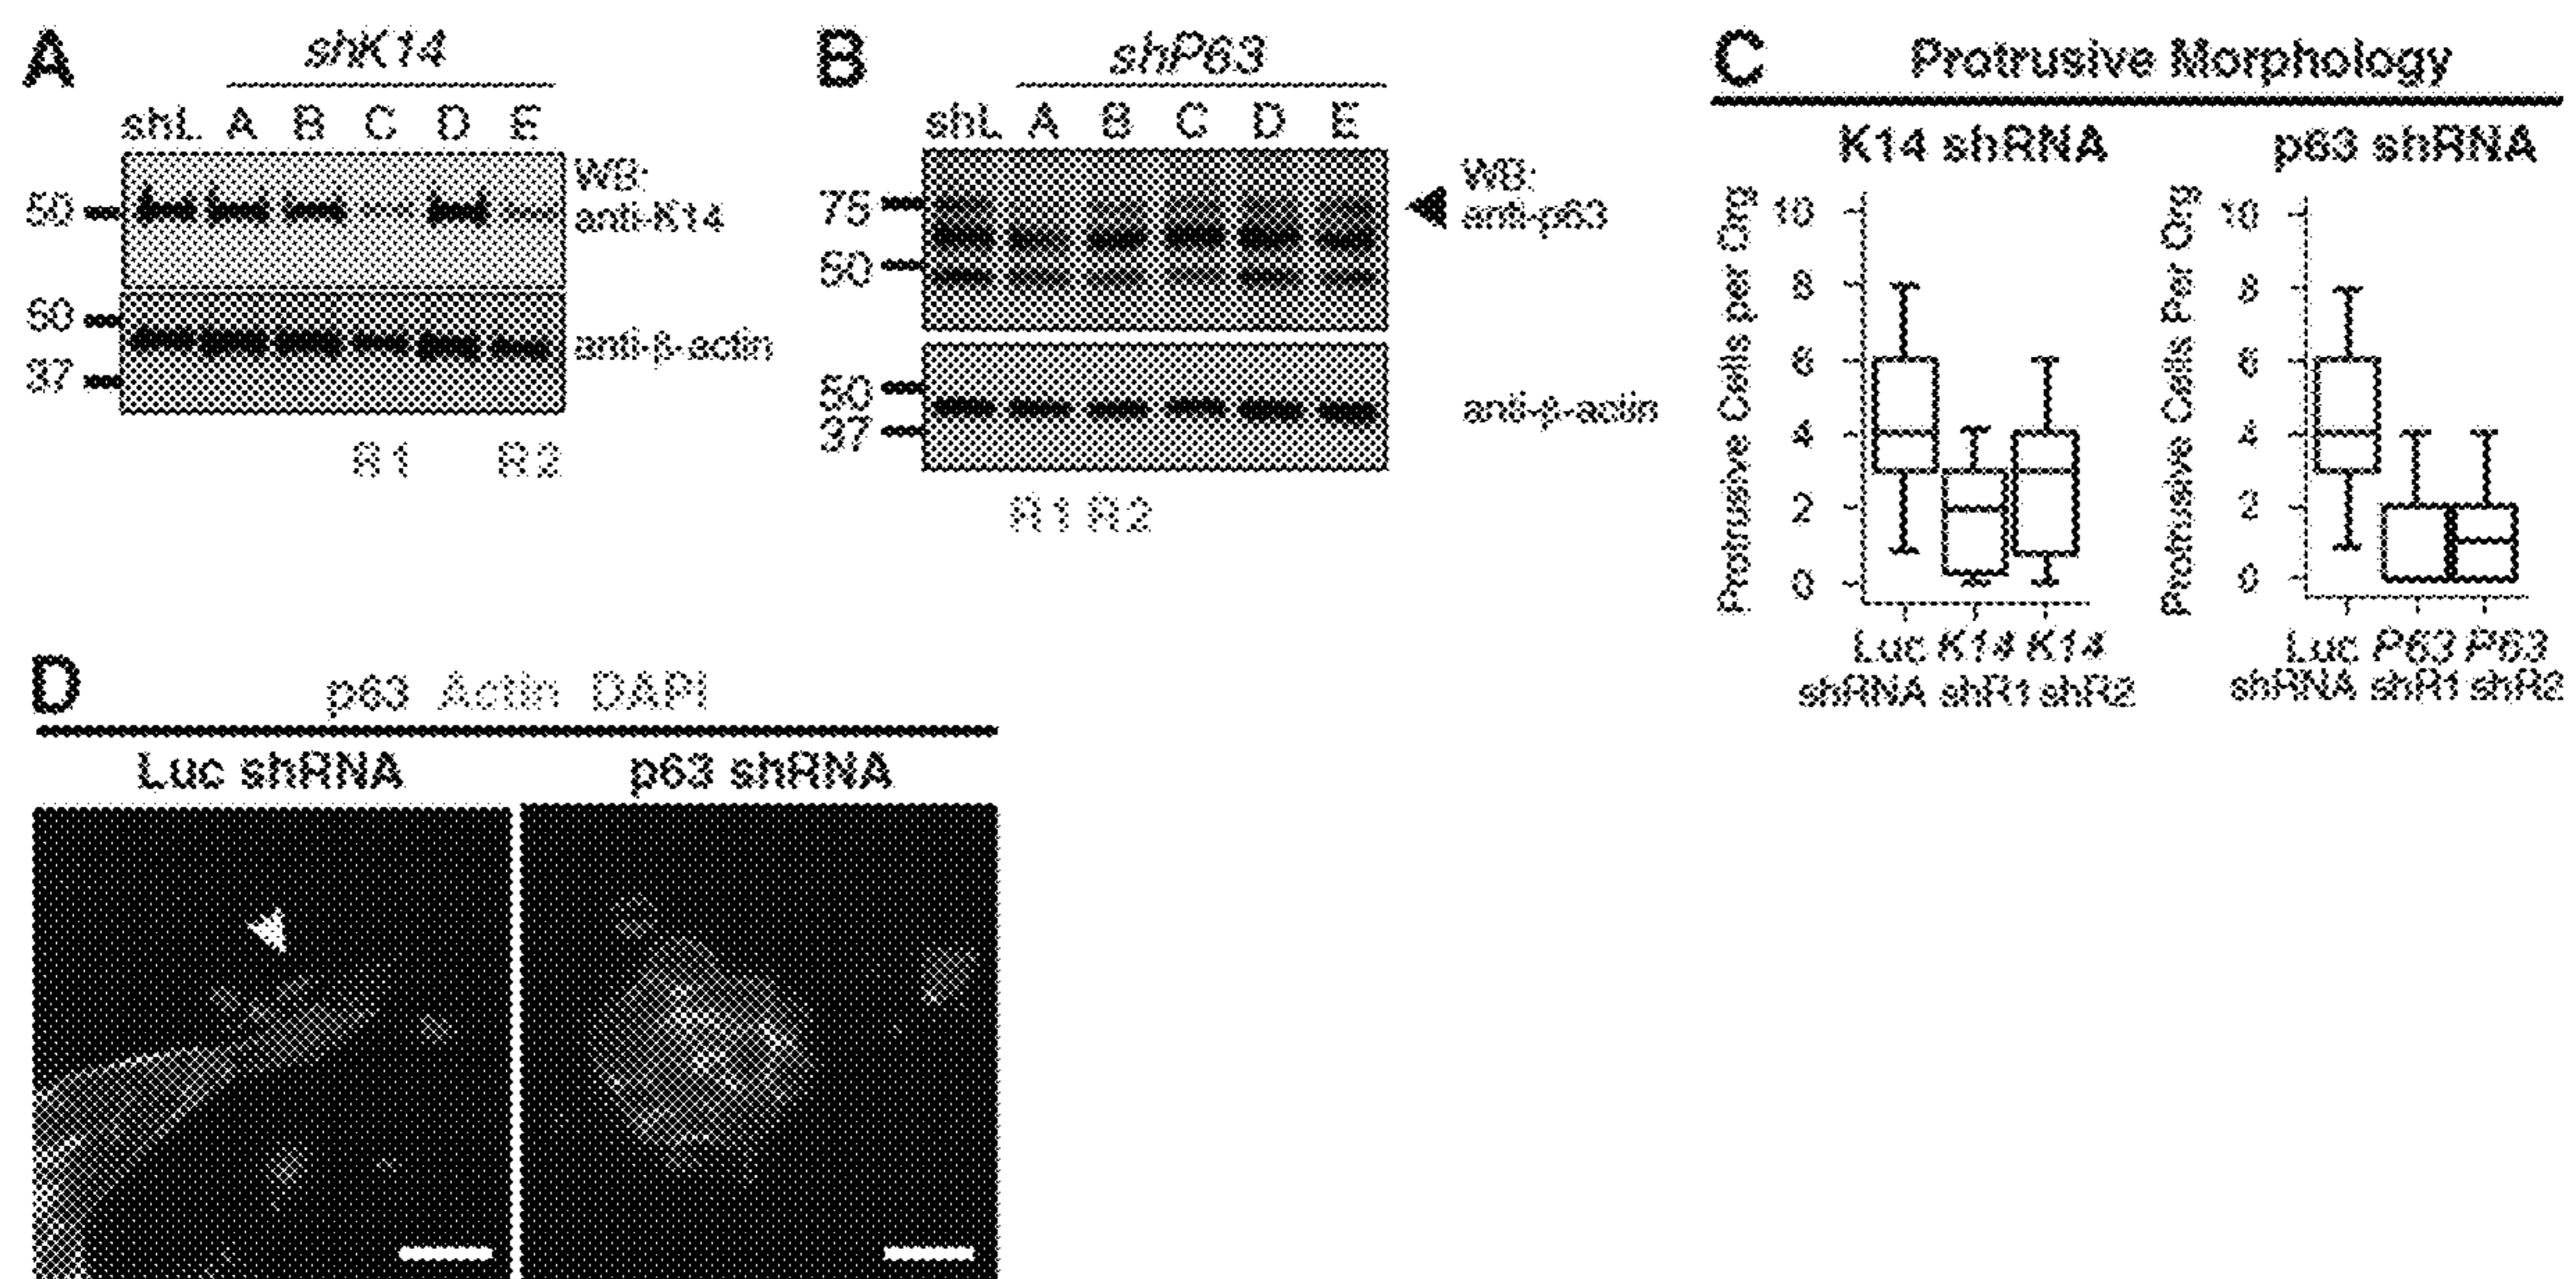 A
shK14
shL A B C D E
50
WB:
anti-K14
50
37
anti-β-actin
R1 R2
B
shP63
shL A B C D E
75
50
WB:
anti-p63
50
37
anti-β-actin
R1 R2
C
Protrusive Morphology
K14 shRNA
Protrusive Cells per Org
10
8
6
4
2
0
Luc K14 K14
shRNA shR1 shR2
p63 shRNA
Protrusive Cells Per Org
10
8
6
4
2
0
Luc P63 P63
shRNA shR1 shR2
D
p63 Actin DAPI
Luc shRNA
p63 shRNA